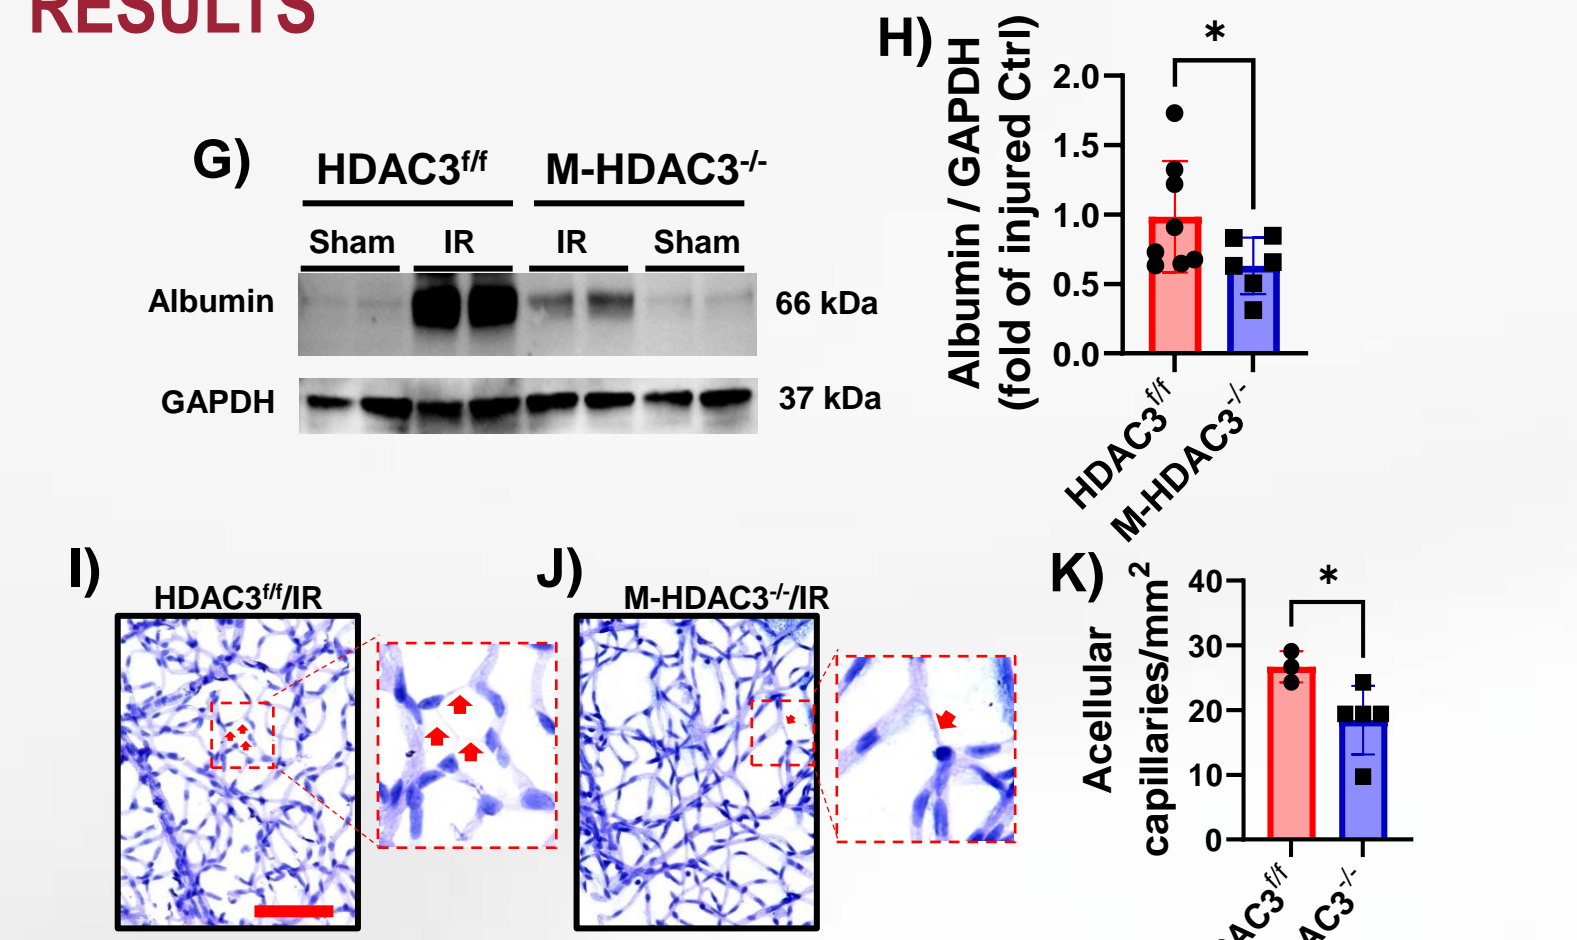 RESULTS
G)
HDAC3f/f M-HDAC3-/-
Sham IR IR Sham
Albumin 66 kDa
GAPDH 37 kDa
H)
Albumin / GAPDH
(fold of injured Ctrl)
*
2.0
1.5
1.0
0.5
0.0
HDAC3f/f
M-HDAC3-/-
I)
HDAC3f/f/IR
J)
M-HDAC3-/-/IR
K)
Acellular
capillaries/mm2
*
40
30
20
10
0
AC3f/f
AC3-/-